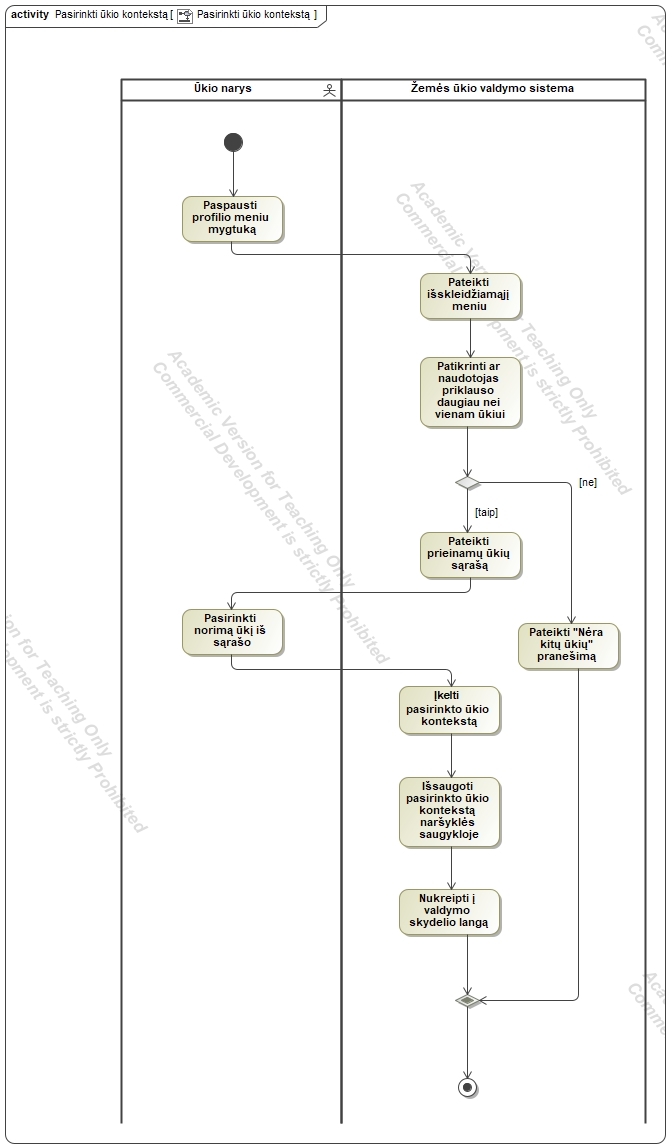 activity Pasirinkti ūkio kontekstą [ Pasirinkti ūkio kontekstą ]
Ūkio narys
Žemės ūkio valdymo sistema
Paspausti
profilio meniu
mygtuką
Pateikti
išskleidžiamąjį
meniu
Patikrinti ar
naudotojas
priklauso
daugiau nei
vienam ūkiui
[ne]
[taip]
Pateikti
prieinamų ūkių
sąrašą
Pasirinkti
norimą ūkį iš
sąrašo
Pateikti "Nėra
kitų ūkių"
pranešimą
Įkelti
pasirinkto ūkio
kontekstą
Išsaugoti
pasirinkto ūkio
kontekstą
naršyklės
saugykloje
Nukreipti į
valdymo
skydelio langą
Academic Version for Teaching Only
Commercial Development is strictly Prohibited
Academic Version for Teaching Only
Commercial Development is strictly Prohibited
ion for Teaching Only
opment is strictly Prohibited